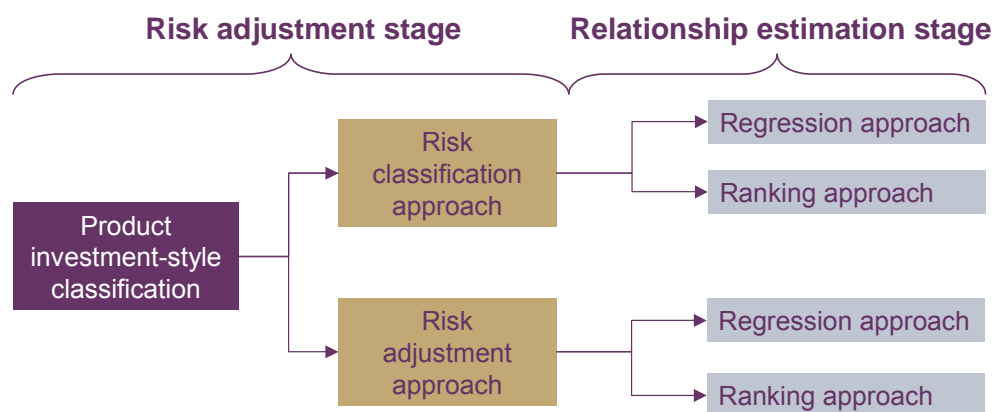 Risk adjustment stage
Relationship estimation stage
Product
investment-style
classification
Risk
classification
approach
Regression approach
Ranking approach
Risk
adjustment
approach
Regression approach
Ranking approach